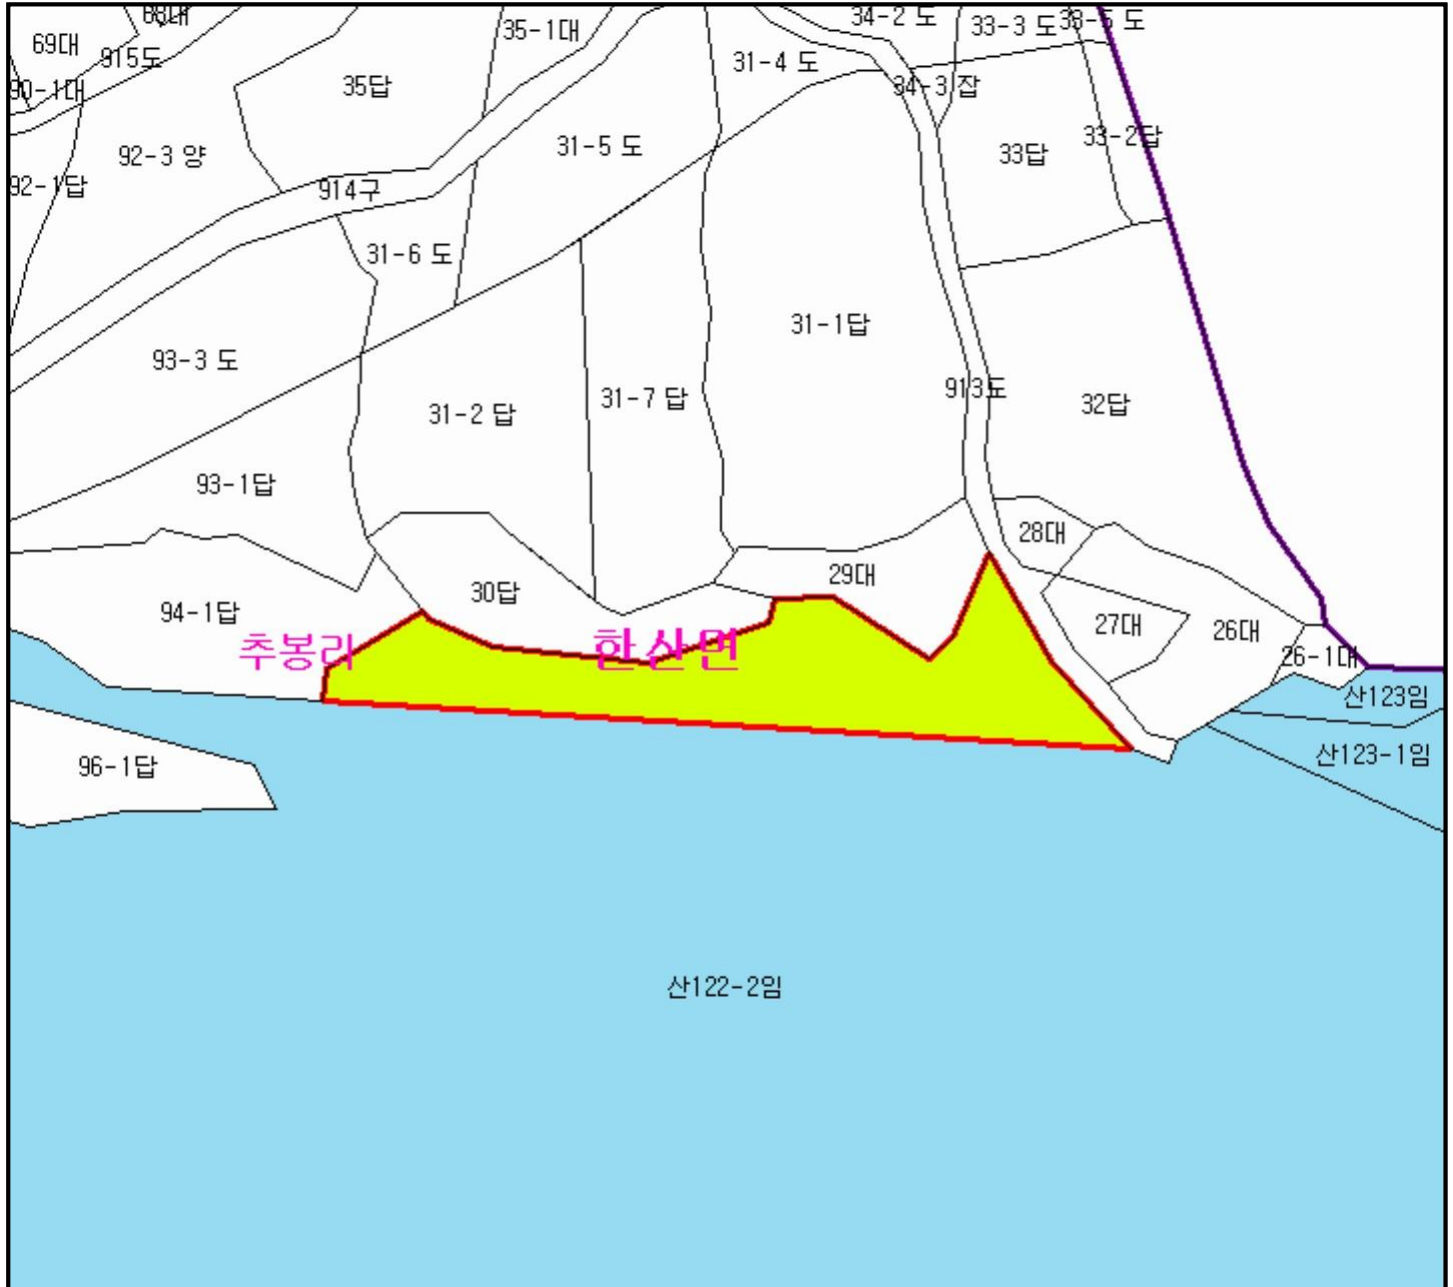 68대
34-2 도
33-3 도
33-5 도
35-1대
69대
915도
31-4 도
90-1대
35답
34-3 잡
92-3 양
31-5 도
33답
33-2답
92-1답
914구
31-6 도
31-1답
93-3 도
31-2 답
31-7 답
913도
32답
93-1답
28대
29대
30답
94-1답
27대
26대
추봉리
한산면
26-1대
산123임
96-1답
산123-1임
산122-2임